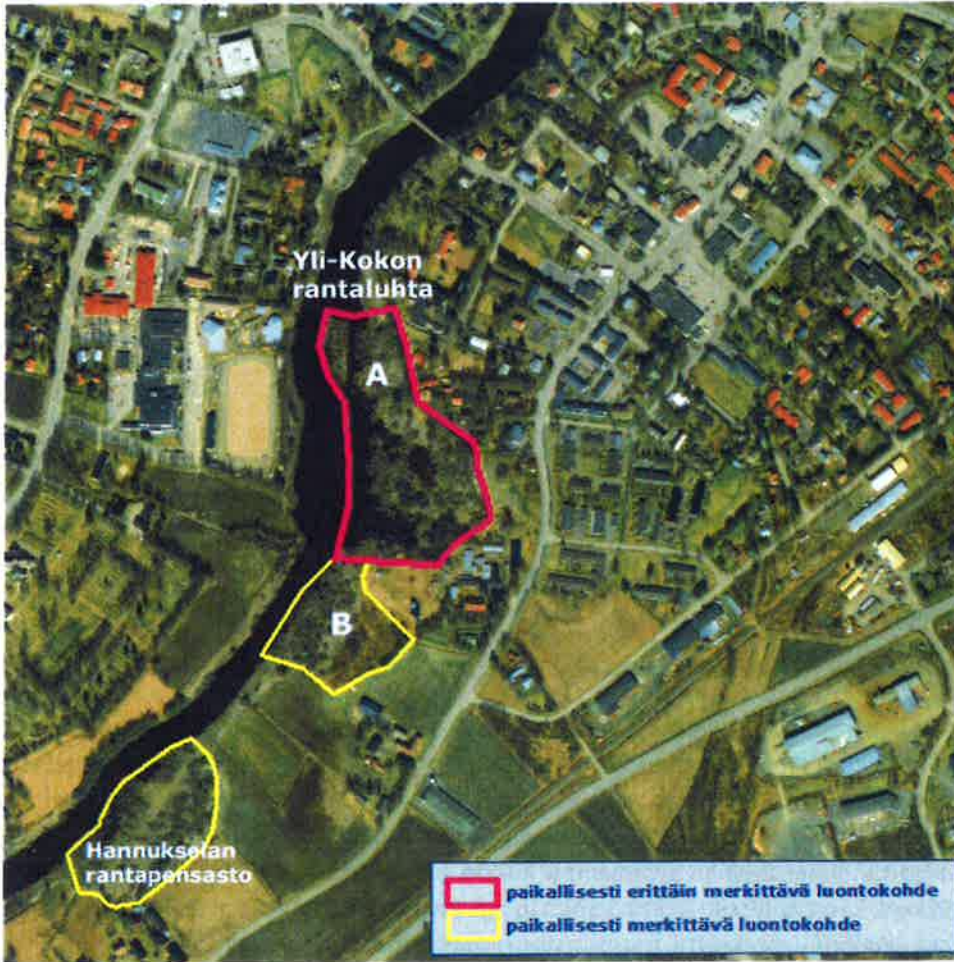 Yli-Kokon
rantaluhta
A
B
Hannukselan
rantapensasto
paikallisesti erittäin merkittävä luontokohde
paikallisesti merkittävä luontokohde